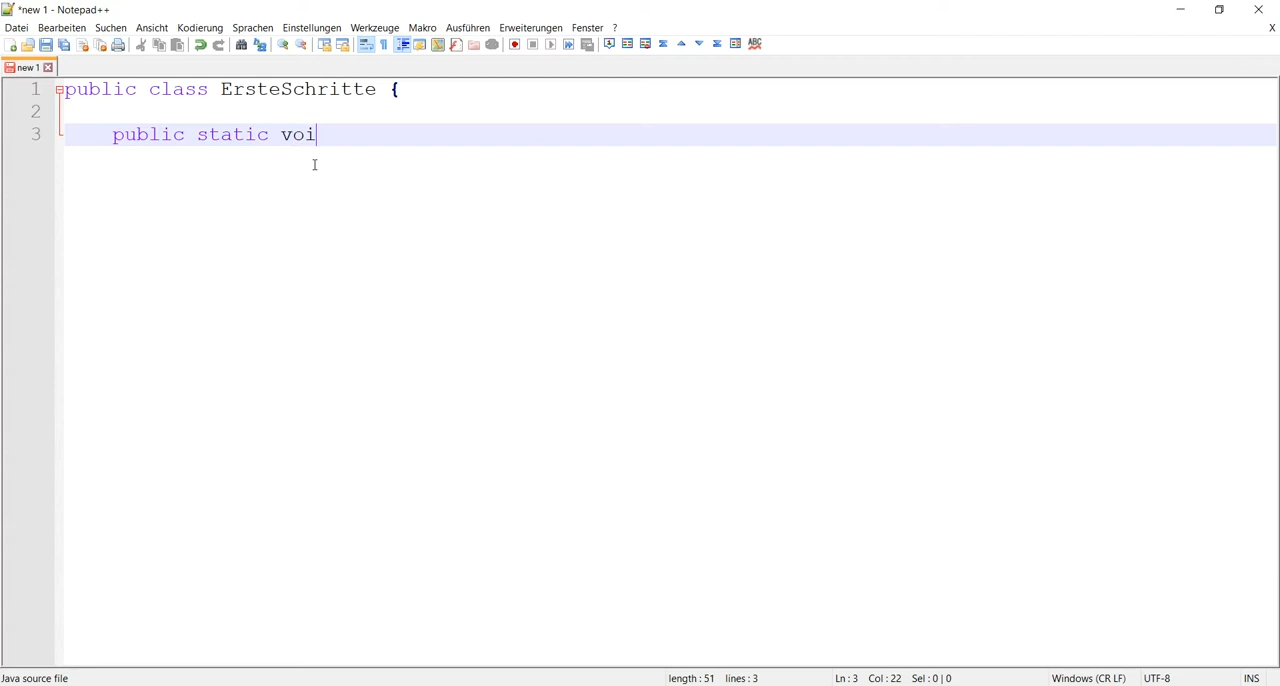 *new 1 - Notepad++
Datei Bearbeiten Suchen Ansicht Kodierung Sprachen Einstellungen Werkzeuge Makro Ausführen Erweiterungen Fenster ? X
ABC
new 1
1 public class ErsteSchritte {
2
3 public static voi
Java source file length : 51 lines : 3 Ln : 3 Col : 22 Sel : 0 | 0 Windows (CR LF) UTF-8 INS